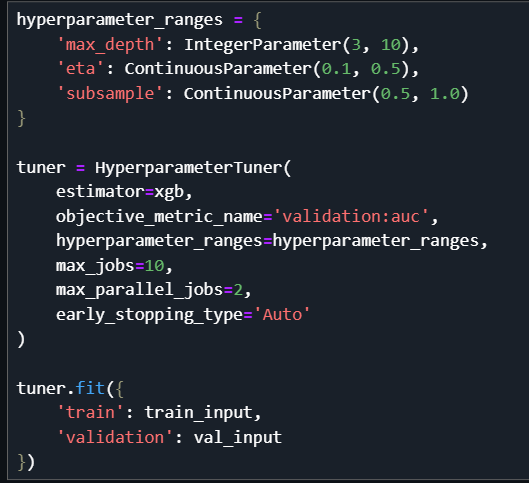 hyperparameter_ranges = {
    'max_depth': IntegerParameter(3, 10),
    'eta': ContinuousParameter(0.1, 0.5),
    'subsample': ContinuousParameter(0.5, 1.0)
}

tuner = HyperparameterTuner(
    estimator=xgb,
    objective_metric_name='validation:auc',
    hyperparameter_ranges=hyperparameter_ranges,
    max_jobs=10,
    max_parallel_jobs=2,
    early_stopping_type='Auto'
)

tuner.fit({
    'train': train_input,
    'validation': val_input
})